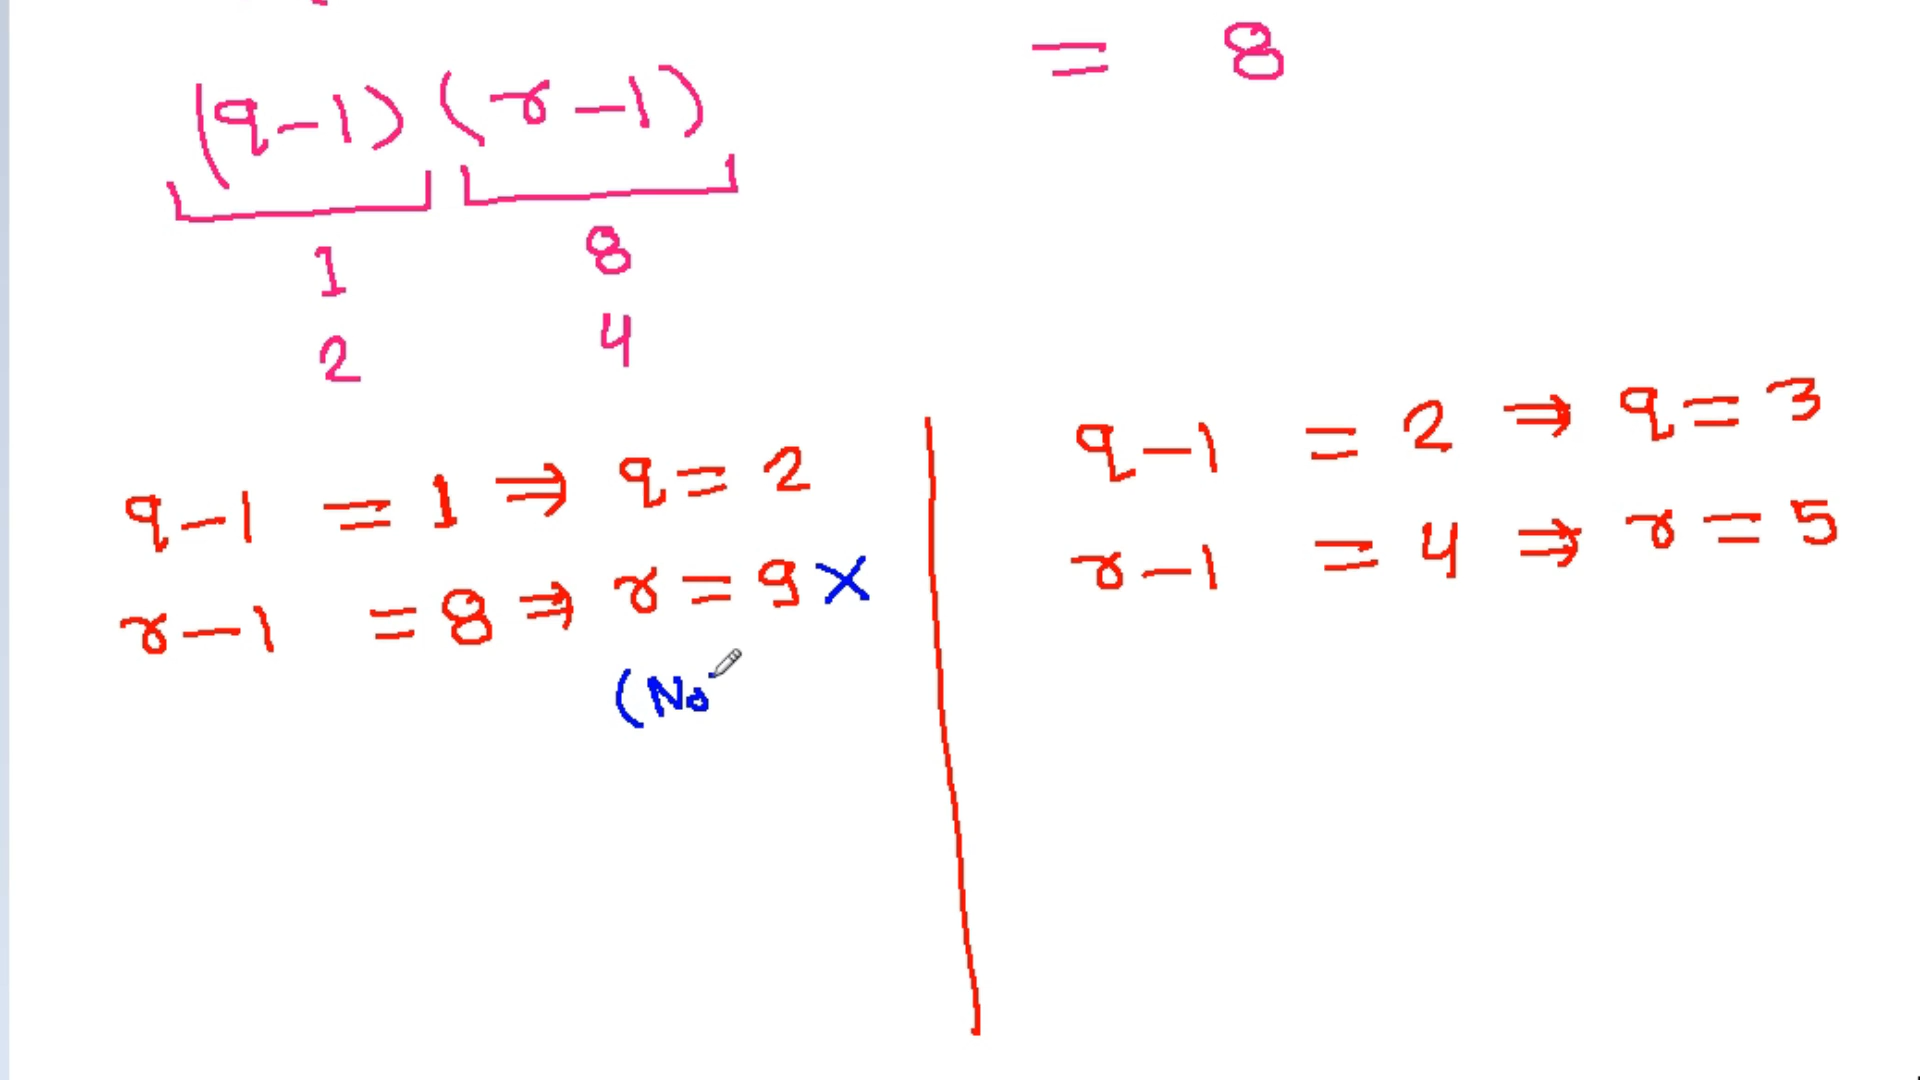 (q-1)(r-1) = 8
1 8
2 4
q-1 = 1 ⇒ q = 2
r-1 = 8 ⇒ r = 9 ×
(No
q-1 = 2 ⇒ q = 3
r-1 = 4 ⇒ r = 5